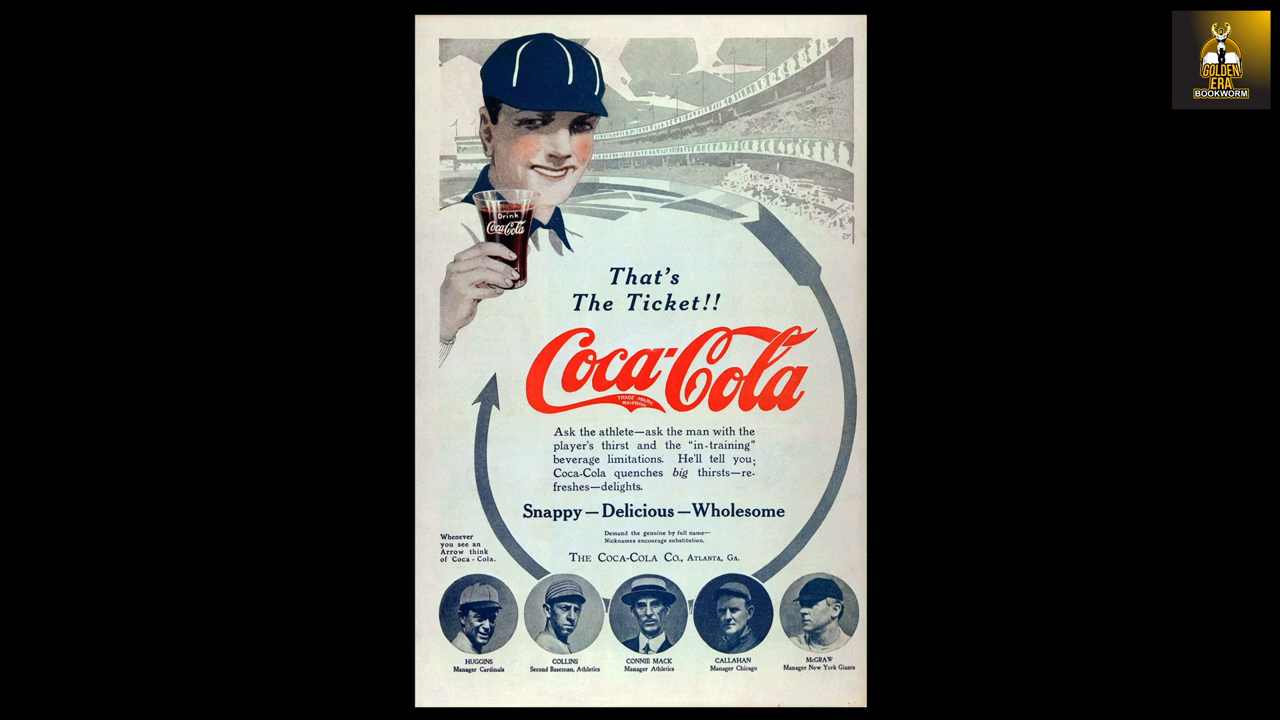 GOLDEN
ERA
BOOKWORM
Drink
Coca-Cola
That's
The Ticket!!
Coca-Cola
TRADE MARK
REGISTERED
Ask the athlete—ask the man with the
player's thirst and the "in-training"
beverage limitations. He'll tell you;
Coca-Cola quenches big thirsts—re-
freshes—delights.
Snappy — Delicious — Wholesome
Demand the genuine by full name—
Nicknames encourage substitution.
THE COCA-COLA CO., ATLANTA, GA.
Whenever
you see an
Arrow think
of Coca-Cola.
HUGGINS
Manager Cardinals
COLLINS
Second Baseman, Athletics
CONNIE MACK
Manager Athletics
CALLAHAN
Manager Chicago
McGRAW
Manager New York Giants